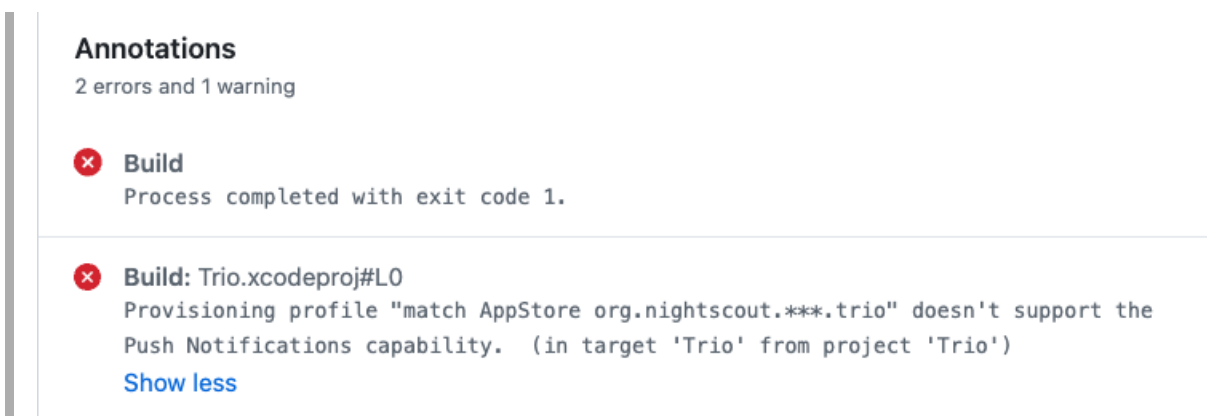 Annotations
2 errors and 1 warning
Build
Process completed with exit code 1.
Build: Trio.xcodeproj#L0
Provisioning profile "match AppStore org.nightscout.***.trio" doesn't support the
Push Notifications capability.  (in target 'Trio' from project 'Trio')
Show less